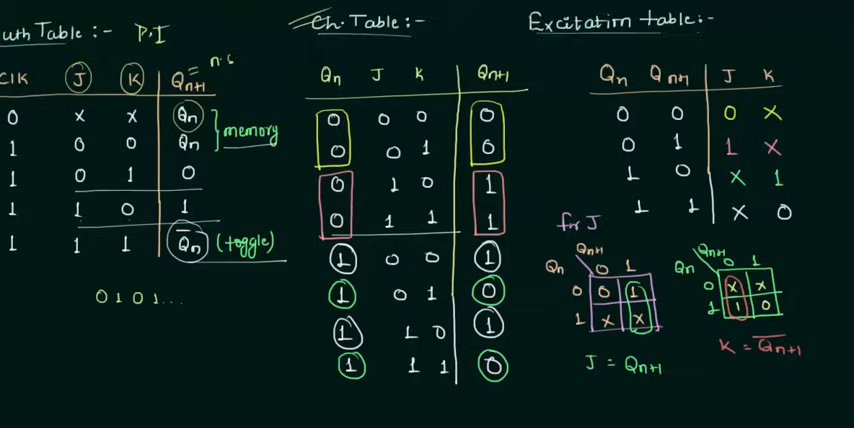 uth Table :- P.I
= n.s
CLK J K Qn+1
0 x x Qn
1 0 0 Qn
} memory
1 0 1 0
1 1 0 1
1 1 1 Q̅n (toggle)
0 1 0 1 ...
Ch. Table :-
Qn J K Qn+1
0 0 0 0
0 0 1 0
0 1 0 1
0 1 1 1
1 0 0 1
1 0 1 0
1 1 0 1
1 1 1 0
Excitation table :-
Qn Qn+1 J K
0 0 0 X
0 1 1 X
1 0 X 1
1 1 X 0
for J
Qn+1
Qn 0 1
0 0 1
1 x x
J = Qn+1
Qn+1
Qn 0 1
0 x x
1 1 0
K = Q̅n+1